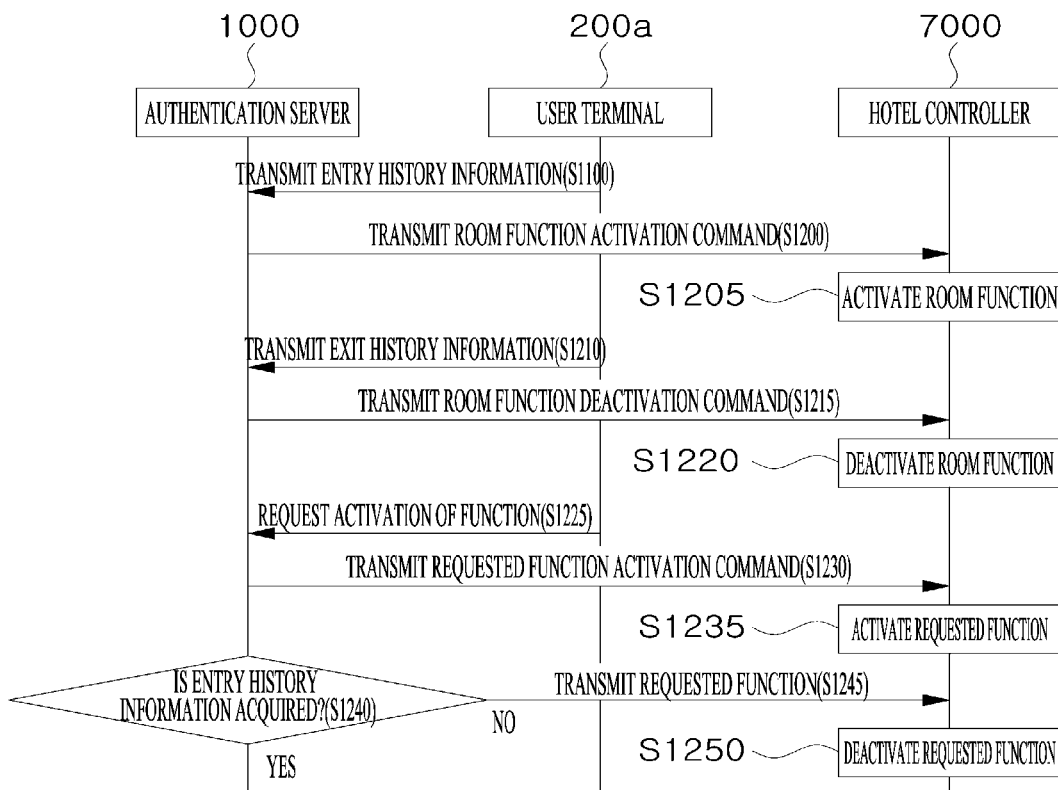 1000 200a 7000
AUTHENTICATION SERVER USER TERMINAL HOTEL CONTROLLER
TRANSMIT ENTRY HISTORY INFORMATION(S1100)
TRANSMIT ROOM FUNCTION ACTIVATION COMMAND(S1200)
S1205 ACTIVATE ROOM FUNCTION
TRANSMIT EXIT HISTORY INFORMATION(S1210)
TRANSMIT ROOM FUNCTION DEACTIVATION COMMAND(S1215)
S1220 DEACTIVATE ROOM FUNCTION
REQUEST ACTIVATION OF FUNCTION(S1225)
TRANSMIT REQUESTED FUNCTION ACTIVATION COMMAND(S1230)
S1235 ACTIVATE REQUESTED FUNCTION
IS ENTRY HISTORY
INFORMATION ACQUIRED?(S1240)
TRANSMIT REQUESTED FUNCTION(S1245)
NO
S1250 DEACTIVATE REQUESTED FUNCTION
YES